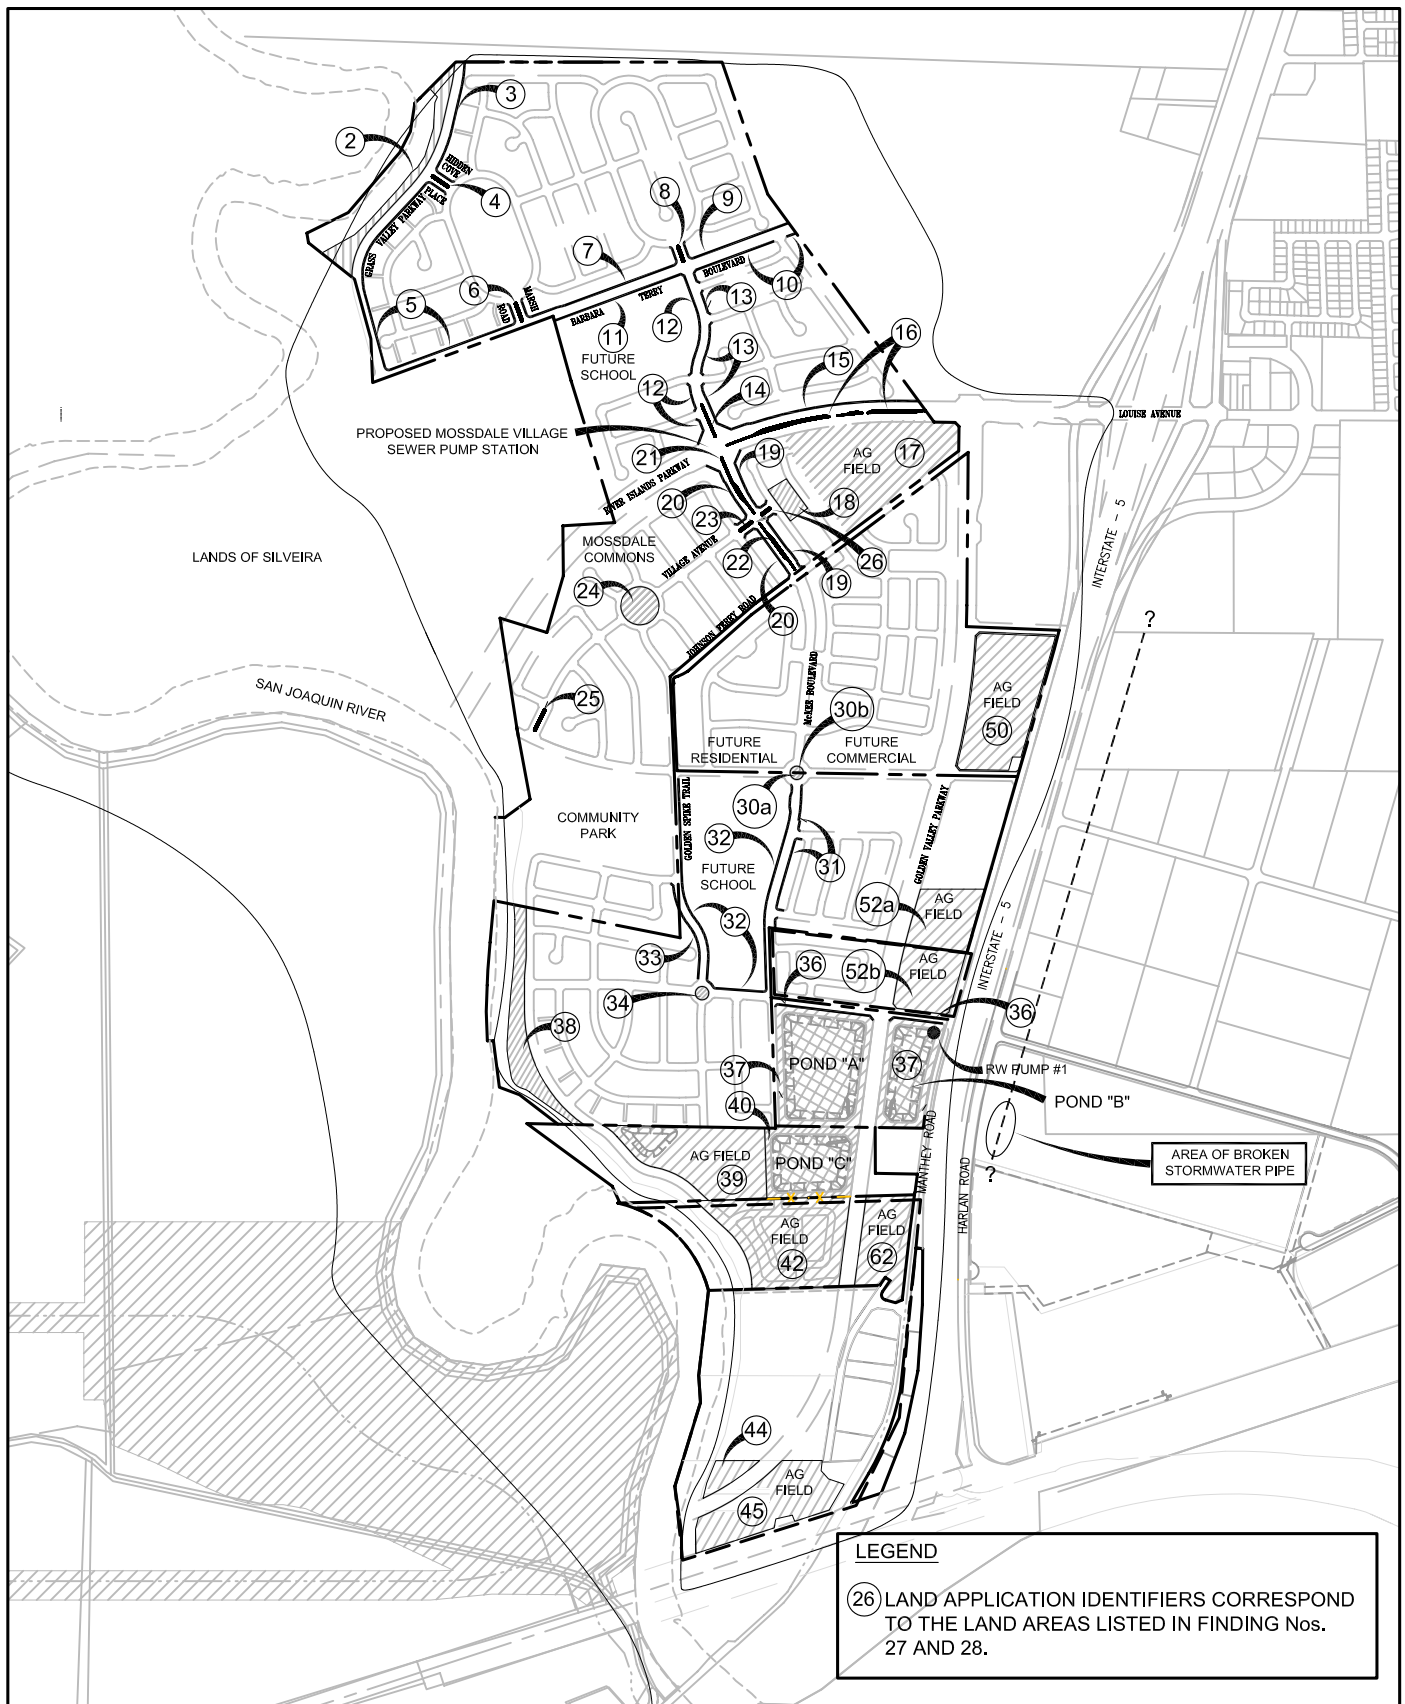 3
2
HIDDEN
COVE
4
GRASS VALLEY PARKWAY
PLACE
8
9
7
6
MARSH
ROAD
5
BOULEVARD
10
TERRY
BARBARA
13
12
11
FUTURE
SCHOOL
13
16
15
12
14
LOUISE AVENUE
PROPOSED MOSSDALE VILLAGE
SEWER PUMP STATION
21
19
AG
FIELD
17
RIVER ISLANDS PARKWAY
20
18
23
INTERSTATE - 5
MOSSDALE
COMMONS
VILLAGE AVENUE
22
26
19
LANDS OF SILVEIRA
24
20
JOHNSON FERRY ROAD
?
SAN JOAQUIN RIVER
25
McKEE BOULEVARD
AG
FIELD
50
30b
FUTURE
RESIDENTIAL
FUTURE
COMMERCIAL
30a
GOLDEN SPIKE TRAIL
GOLDEN VALLEY PARKWAY
COMMUNITY
PARK
32
31
FUTURE
SCHOOL
52a
AG
FIELD
32
33
INTERSTATE - 5
36
52b
AG
FIELD
34
36
38
POND "A"
37
37
RW PUMP #1
POND "B"
40
MANTHEY ROAD
AREA OF BROKEN
STORMWATER PIPE
AG FIELD
39
POND "C"
HARLAN ROAD
?
AG
FIELD
42
AG
FIELD
62
44
AG
FIELD
45
LEGEND
26 LAND APPLICATION IDENTIFIERS CORRESPOND
TO THE LAND AREAS LISTED IN FINDING Nos.
27 AND 28.